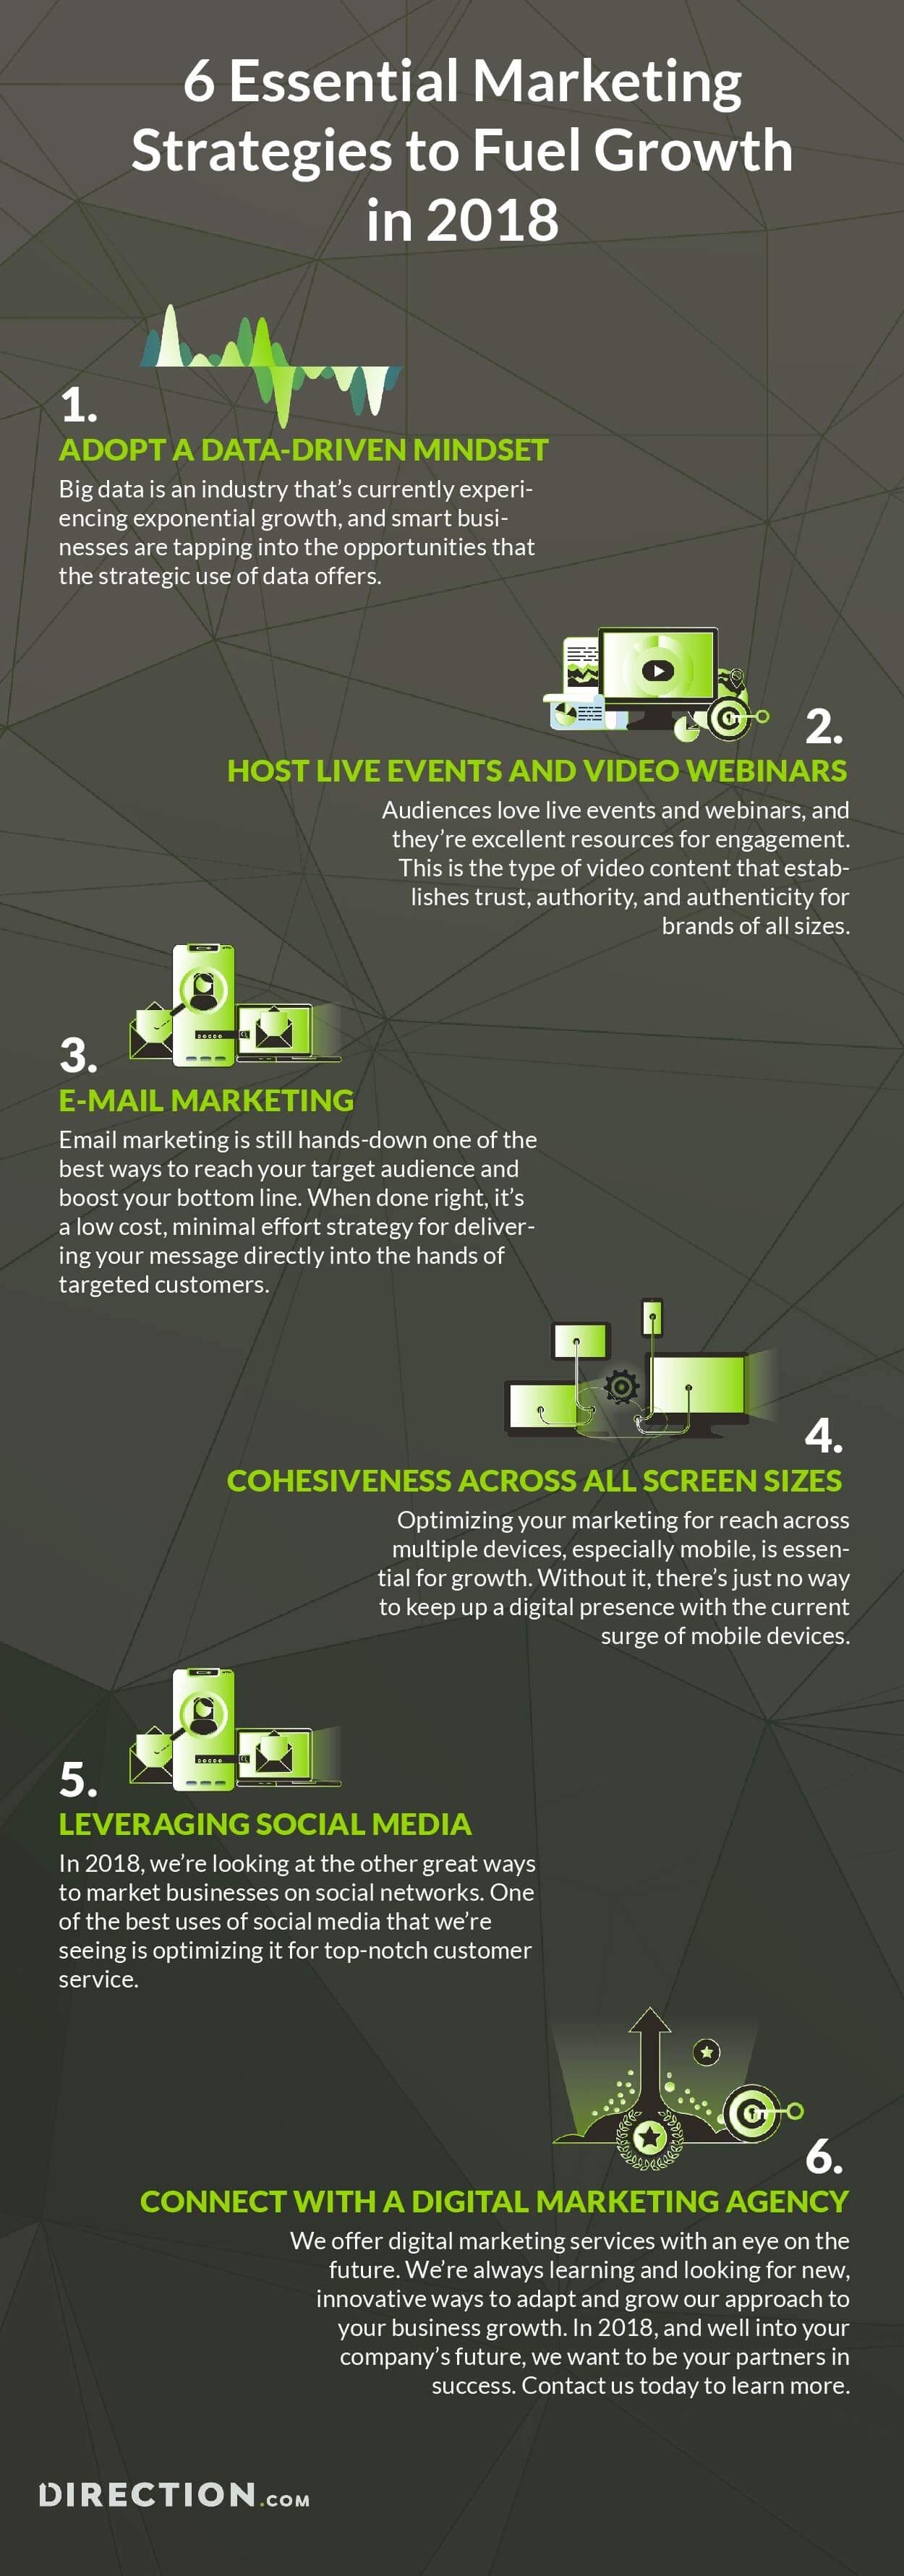 6 Essential Marketing
Strategies to Fuel Growth
in 2018
1.
ADOPT A DATA-DRIVEN MINDSET
Big data is an industry that's currently experi-
encing exponential growth, and smart busi-
nesses are tapping into the opportunities that
the strategic use of data offers.
2.
HOST LIVE EVENTS AND VIDEO WEBINARS
Audiences love live events and webinars, and
they're excellent resources for engagement.
This is the type of video content that estab-
lishes trust, authority, and authenticity for
brands of all sizes.
3.
E-MAIL MARKETING
Email marketing is still hands-down one of the
best ways to reach your target audience and
boost your bottom line. When done right, it's
a low cost, minimal effort strategy for deliver-
ing your message directly into the hands of
targeted customers.
4.
COHESIVENESS ACROSS ALL SCREEN SIZES
Optimizing your marketing for reach across
multiple devices, especially mobile, is essen-
tial for growth. Without it, there's just no way
to keep up a digital presence with the current
surge of mobile devices.
5.
LEVERAGING SOCIAL MEDIA
In 2018, we're looking at the other great ways
to market businesses on social networks. One
of the best uses of social media that we're
seeing is optimizing it for top-notch customer
service.
6.
CONNECT WITH A DIGITAL MARKETING AGENCY
We offer digital marketing services with an eye on the
future. We're always learning and looking for new,
innovative ways to adapt and grow our approach to
your business growth. In 2018, and well into your
company's future, we want to be your partners in
success. Contact us today to learn more.
DIRECTION.COM